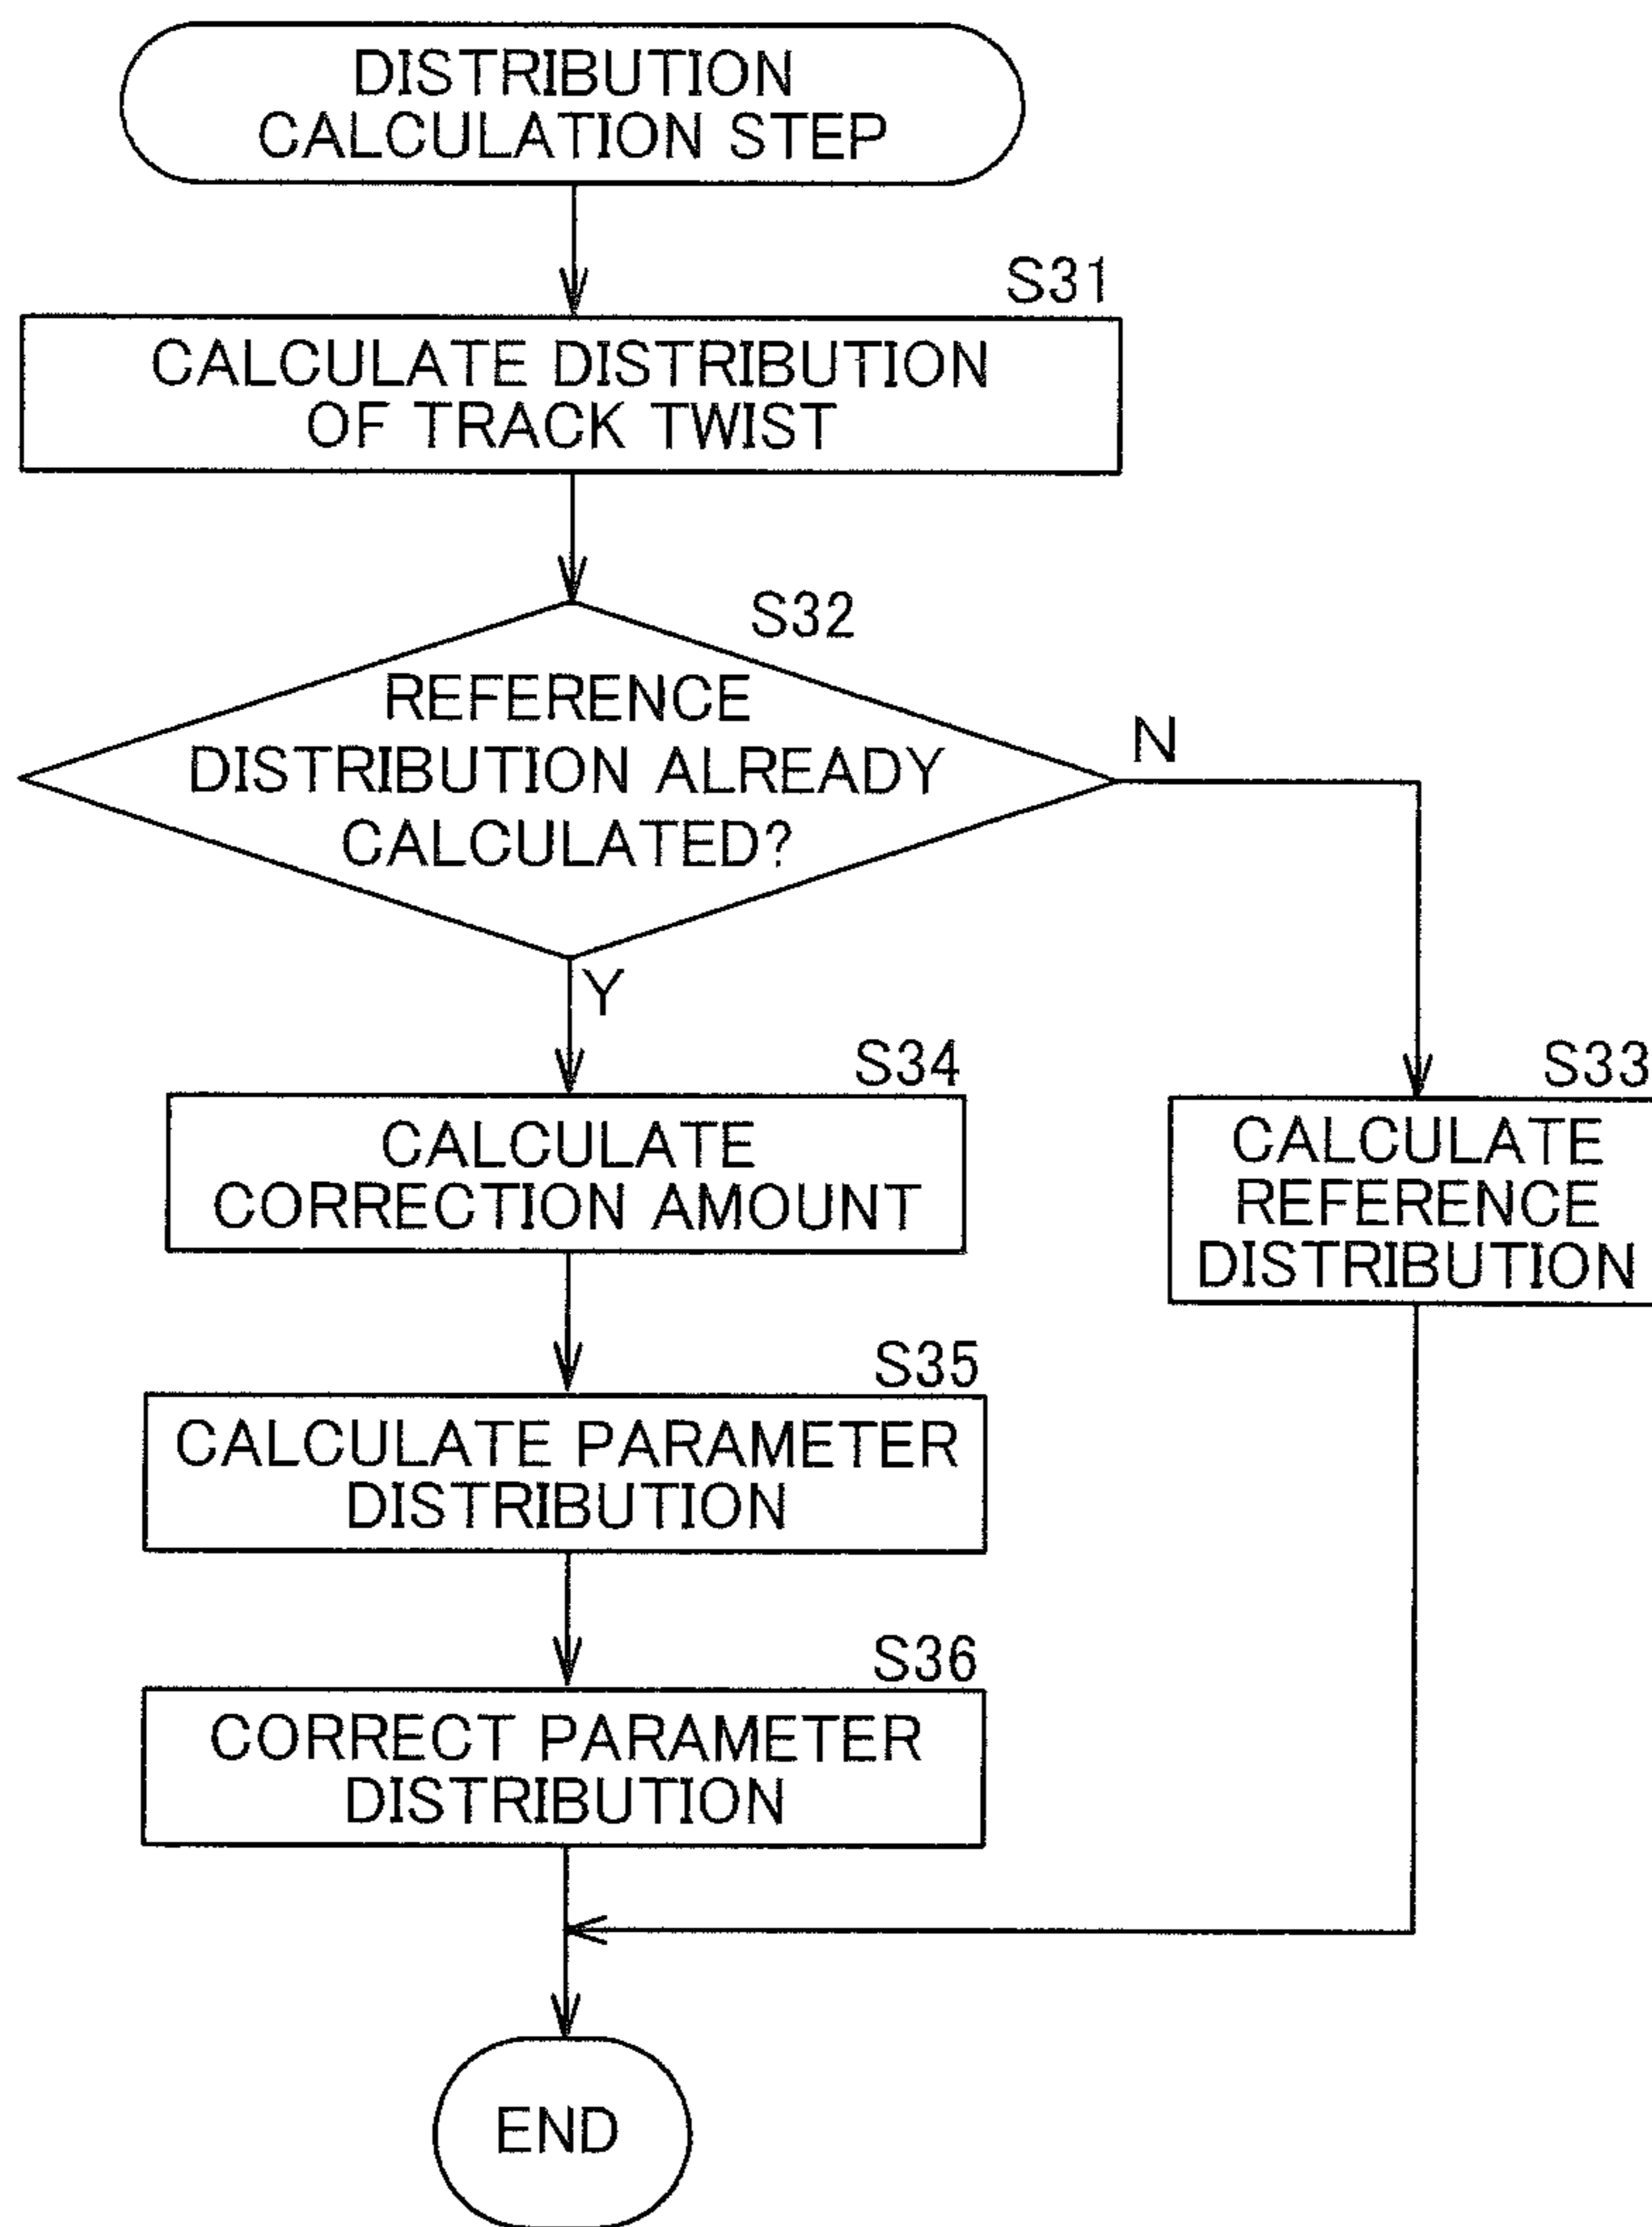 DISTRIBUTION
CALCULATION STEP
S31
CALCULATE DISTRIBUTION
OF TRACK TWIST
S32
REFERENCE
DISTRIBUTION ALREADY
CALCULATED?
N
Y
S34
CALCULATE
CORRECTION AMOUNT
S33
CALCULATE
REFERENCE
DISTRIBUTION
S35
CALCULATE PARAMETER
DISTRIBUTION
S36
CORRECT PARAMETER
DISTRIBUTION
END